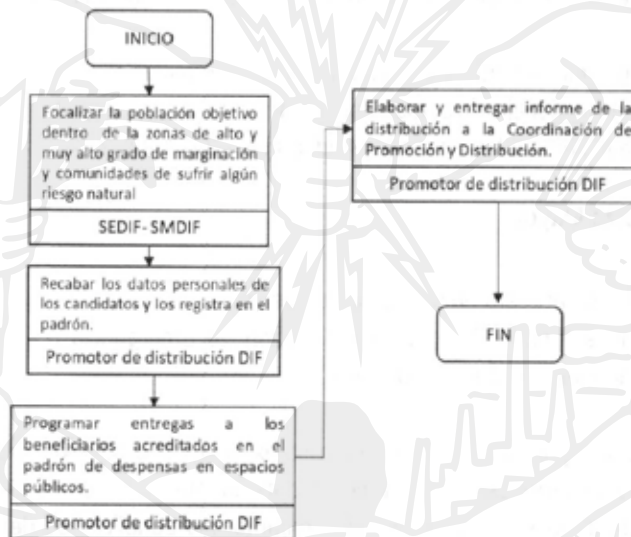 INICIO
Focalizar la población objetivo
dentro de la zonas de alto y
muy alto grado de marginación
y comunidades de sufrir algún
riesgo natural
SEDIF- SMDIF
Recabar los datos personales de
los candidatos y los registra en el
padrón.
Promotor de distribución DIF
Programar entregas a los
beneficiarios acreditados en el
padrón de despensas en espacios
públicos.
Promotor de distribución DIF
Elaborar y entregar informe de la
distribución a la Coordinación de
Promoción y Distribución.
Promotor de distribución DIF
FIN